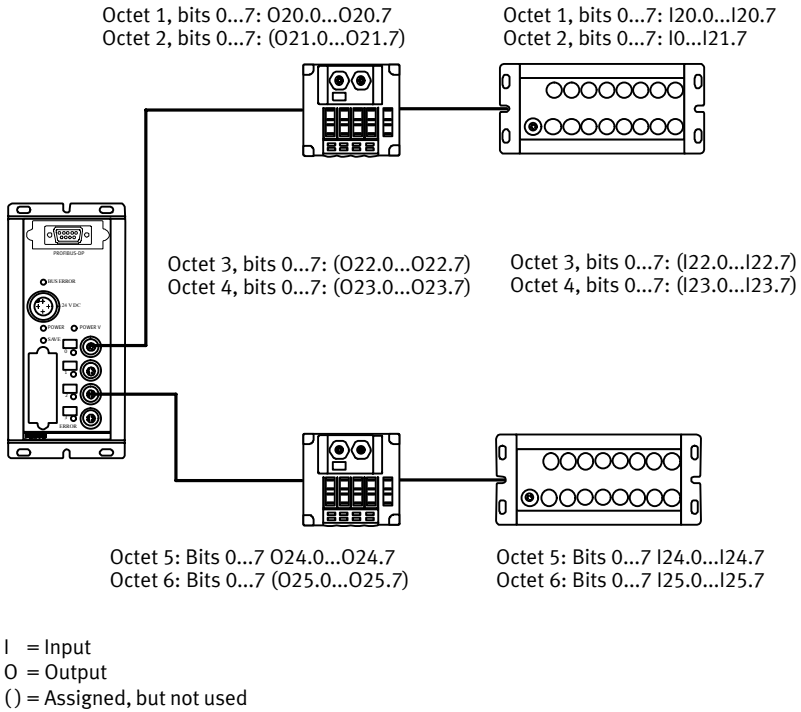 Octet 1, bits 0...7: O20.0...O20.7
Octet 2, bits 0...7: (O21.0...O21.7)
Octet 1, bits 0...7: I20.0...I20.7
Octet 2, bits 0...7: I0...I21.7
PROFIBUS-DP
BUS ERROR
24 V DC
POWER
POWER V
SAVE
0
1
2
3
ERROR
Octet 3, bits 0...7: (O22.0...O22.7)
Octet 4, bits 0...7: (O23.0...O23.7)
Octet 3, bits 0...7: (I22.0...I22.7)
Octet 4, bits 0...7: (I23.0...I23.7)
Octet 5: Bits 0...7 O24.0...O24.7
Octet 6: Bits 0...7 (O25.0...O25.7)
Octet 5: Bits 0...7 I24.0...I24.7
Octet 6: Bits 0...7 I25.0...I25.7
I = Input
O = Output
( ) = Assigned, but not used